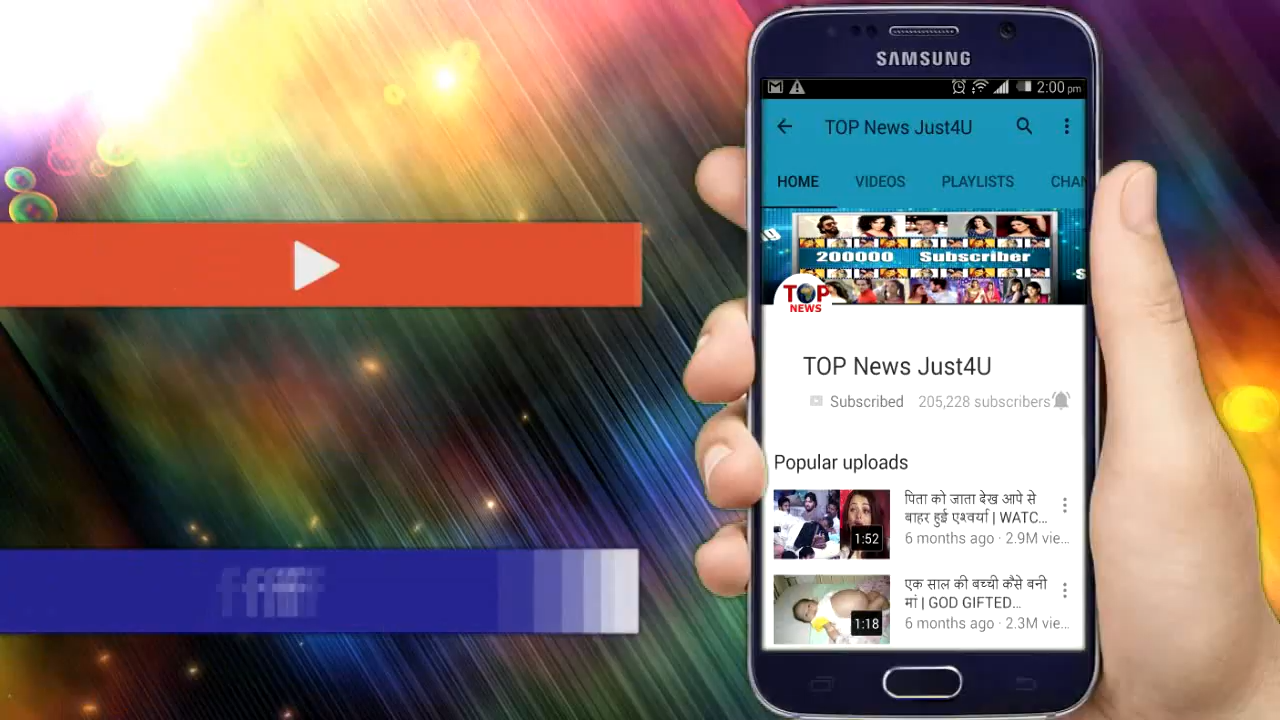 SAMSUNG
2:00 pm
TOP News Just4U
HOME VIDEOS PLAYLISTS CHAN
200000 Subscriber
TOP
NEWS
TOP News Just4U
Subscribed 205,228 subscribers
Popular uploads
पिता को जाता देख आपे से
बाहर हुई एश्वर्या | WATC...
1:52
6 months ago · 2.9M vie...
एक साल की बच्ची कैसे बनी
मां | GOD GIFTED...
1:18
6 months ago · 2.3M vie...